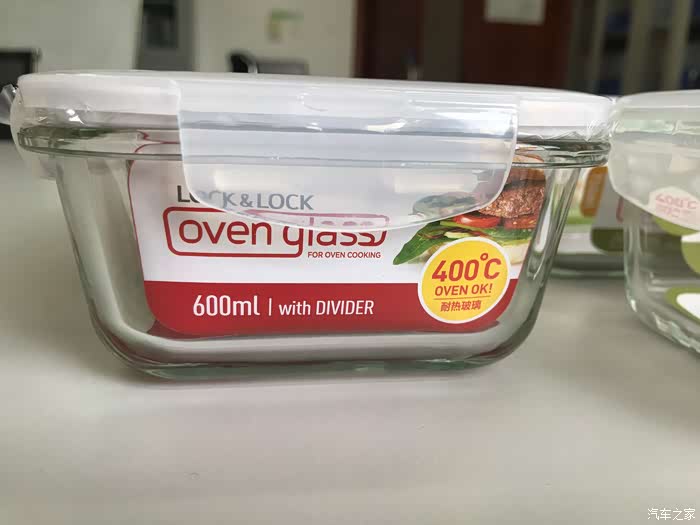 LOCK&LOCK
oven glass
FOR OVEN COOKING
400°C
OVEN OK!
耐热玻璃
600ml | with DIVIDER
400°C
汽车之家